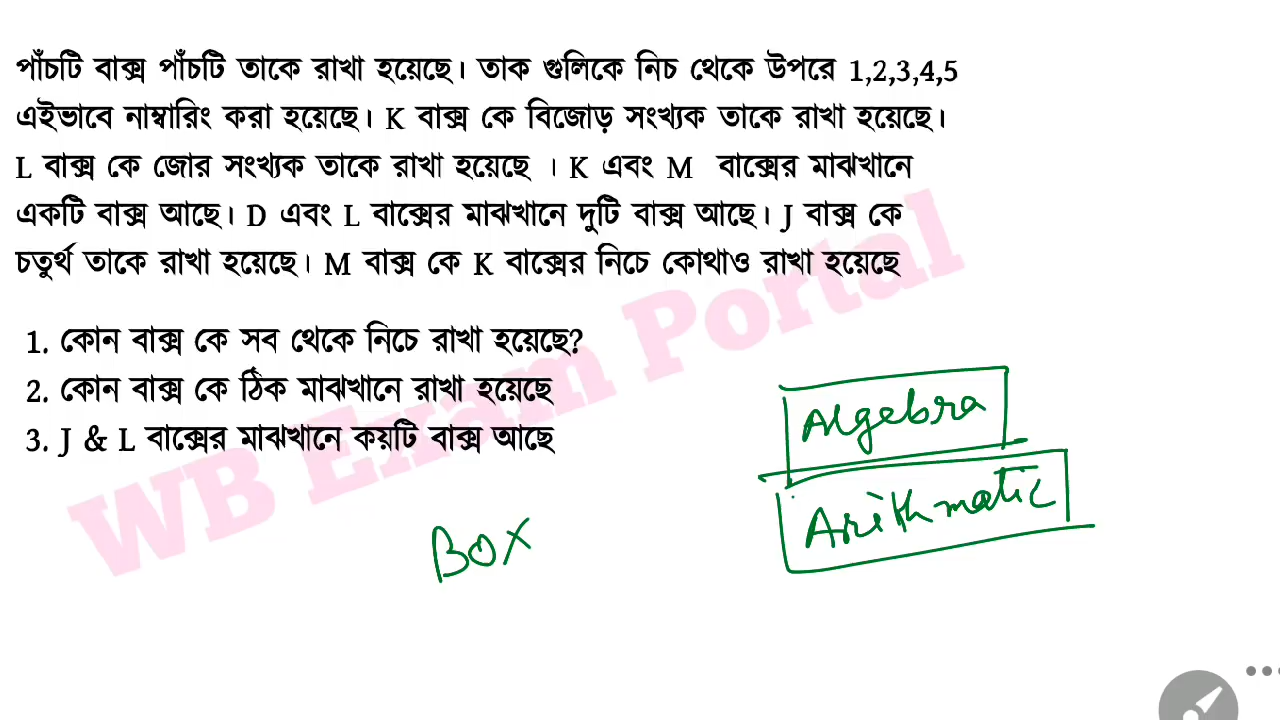 পাঁচটি বাক্স পাঁচটি তাকে রাখা হয়েছে। তাক গুলিকে নিচ থেকে উপরে 1,2,3,4,5
এইভাবে নাম্বারিং করা হয়েছে। K বাক্স কে বিজোড় সংখ্যক তাকে রাখা হয়েছে।
L বাক্স কে জোর সংখ্যক তাকে রাখা হয়েছে । K এবং M বাক্সের মাঝখানে
একটি বাক্স আছে। D এবং L বাক্সের মাঝখানে দুটি বাক্স আছে। J বাক্স কে
চতুর্থ তাকে রাখা হয়েছে। M বাক্স কে K বাক্সের নিচে কোথাও রাখা হয়েছে
1. কোন বাক্স কে সব থেকে নিচে রাখা হয়েছে?
2. কোন বাক্স কে ঠিক মাঝখানে রাখা হয়েছে
3. J & L বাক্সের মাঝখানে কয়টি বাক্স আছে
WB Exam Portal
Algebra
Arithmatic
BOX